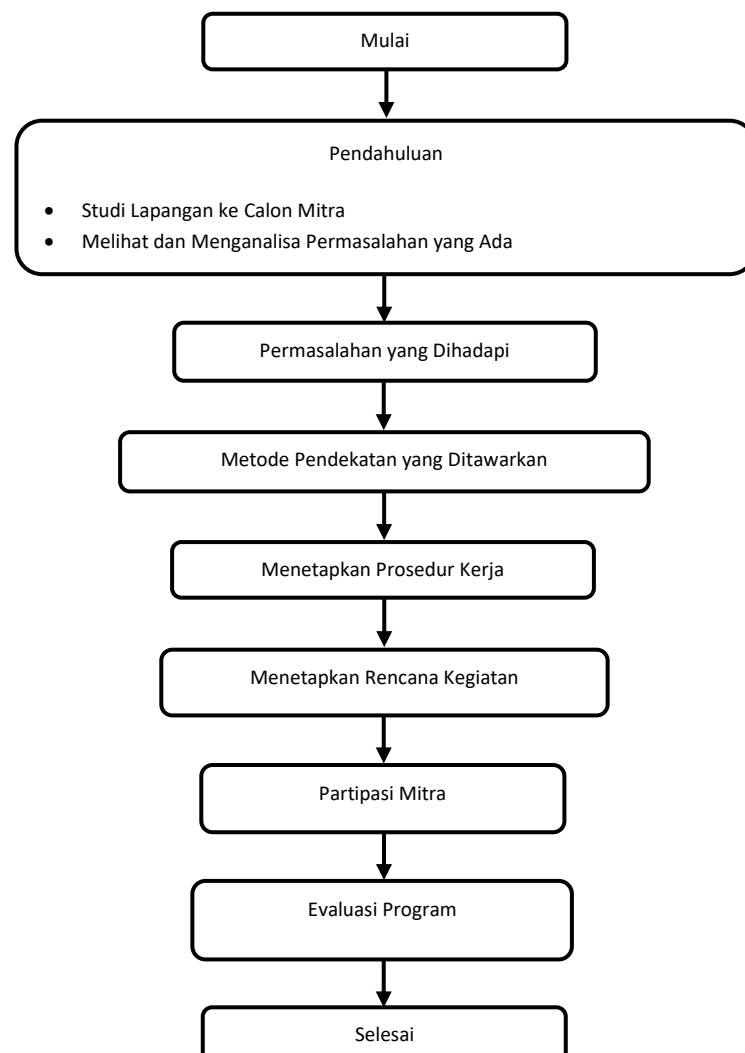 Mulai
Pendahuluan
• Studi Lapangan ke Calon Mitra
• Melihat dan Menganalisa Permasalahan yang Ada
Permasalahan yang Dihadapi
Metode Pendekatan yang Ditawarkan
Menetapkan Prosedur Kerja
Menetapkan Rencana Kegiatan
Partipasi Mitra
Evaluasi Program
Selesai